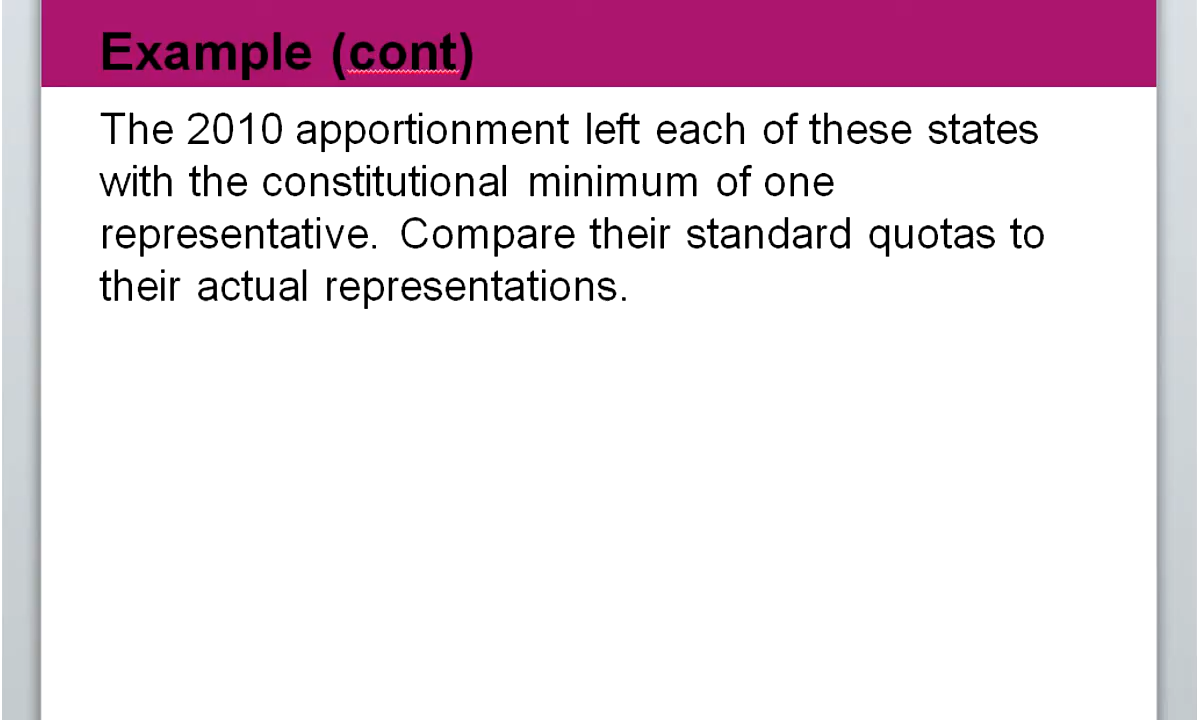 Example (cont)
The 2010 apportionment left each of these states
with the constitutional minimum of one
representative. Compare their standard quotas to
their actual representations.